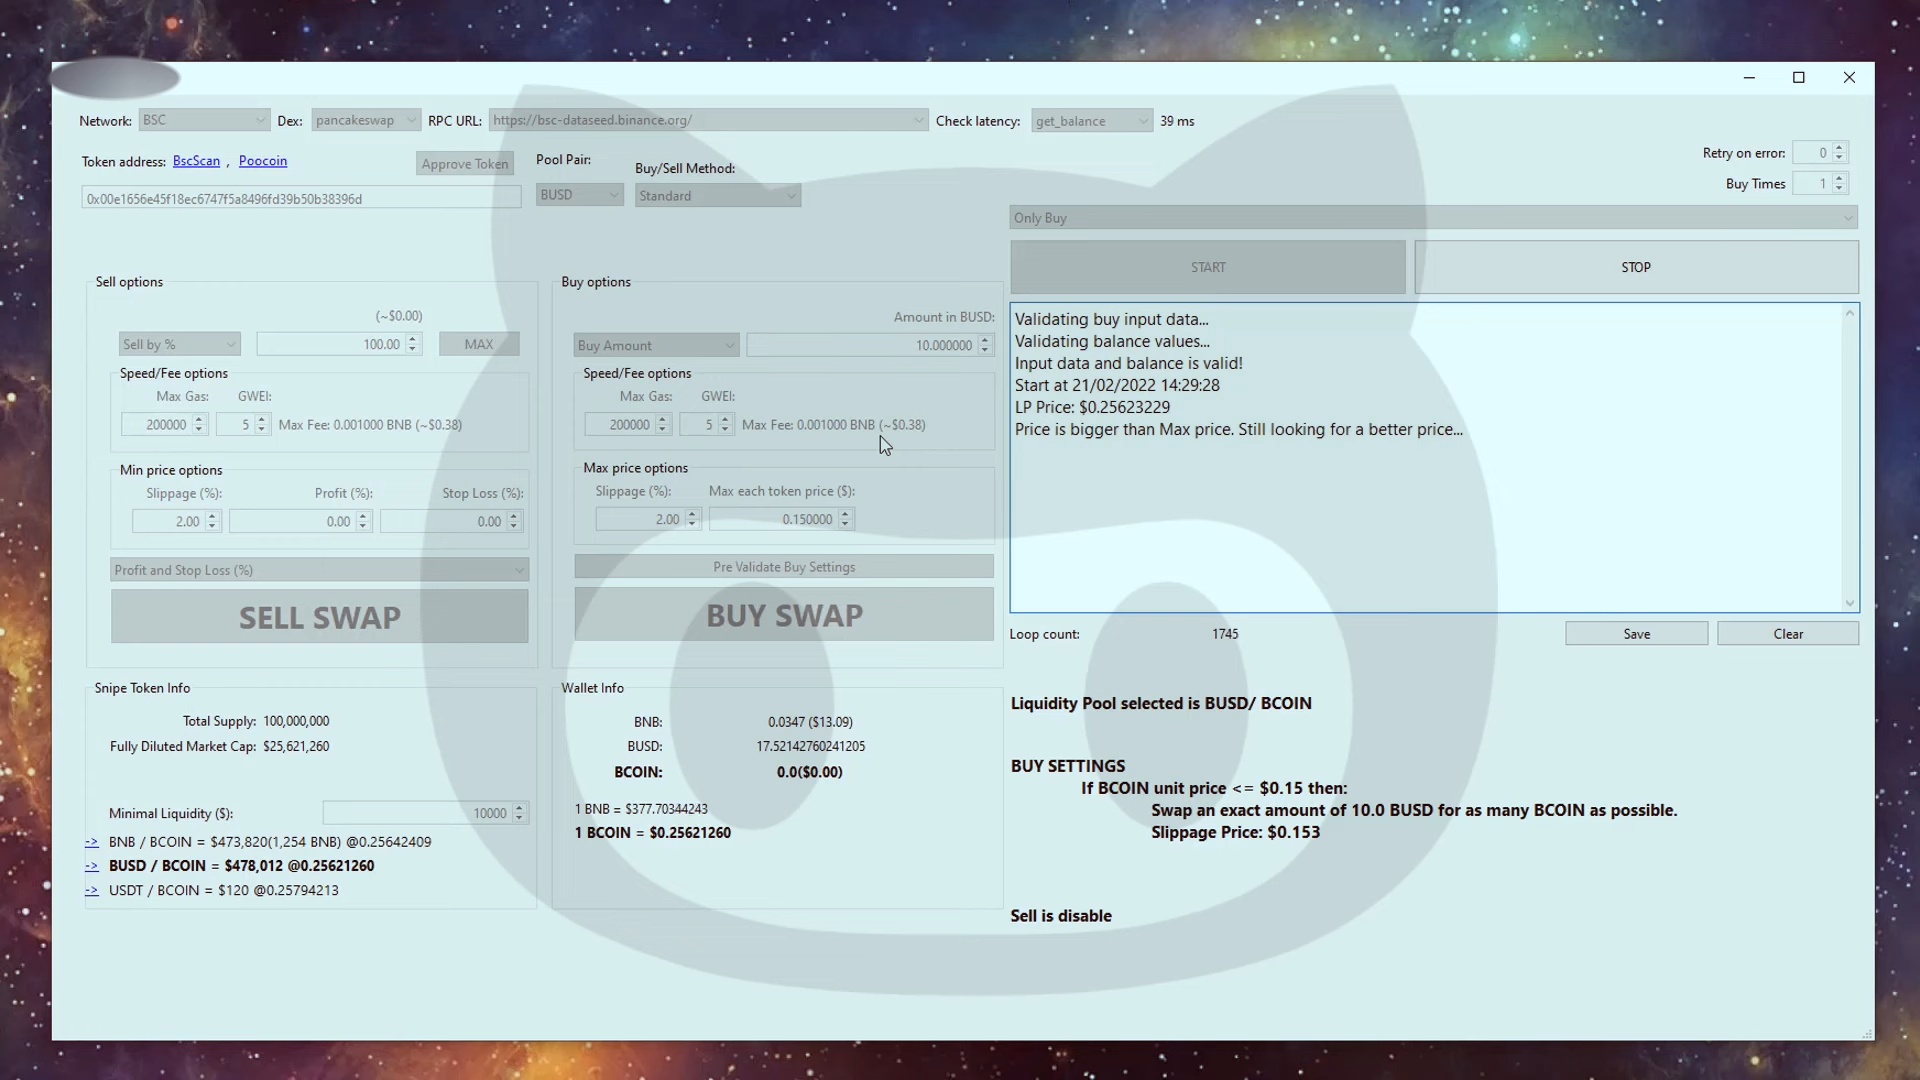 Network: BSC Dex: pancakeswap RPC URL: https://bsc-dataseed.binance.org/ Check latency: get_balance 39 ms
Token address: BscScan , Poocoin Approve Token Pool Pair: Buy/Sell Method: Retry on error: 0
0x00e1656e45f18ec6747f5a8496fd39b50b38396d BUSD Standard Buy Times 1
Only Buy
START STOP
Sell options
(~$0.00)
Sell by % 100.00 MAX
Speed/Fee options
Max Gas: GWEI:
200000 5 Max Fee: 0.001000 BNB (~$0.38)
Min price options
Slippage (%): Profit (%): Stop Loss (%):
2.00 0.00 0.00
Profit and Stop Loss (%)
SELL SWAP
Buy options
Amount in BUSD:
Buy Amount 10.000000
Speed/Fee options
Max Gas: GWEI:
200000 5 Max Fee: 0.001000 BNB (~$0.38)
Max price options
Slippage (%): Max each token price ($):
2.00 0.150000
Pre Validate Buy Settings
BUY SWAP
Validating buy input data...
Validating balance values...
Input data and balance is valid!
Start at 21/02/2022 14:29:28
LP Price: $0.25623229
Price is bigger than Max price. Still looking for a better price...
Loop count: 1745 Save Clear
Snipe Token Info
Total Supply: 100,000,000
Fully Diluted Market Cap: $25,621,260
Minimal Liquidity ($): 10000
-> BNB / BCOIN = $473,820(1,254 BNB) @0.25642409
-> BUSD / BCOIN = $478,012 @0.25621260
-> USDT / BCOIN = $120 @0.25794213
Wallet Info
BNB: 0.0347 ($13.09)
BUSD: 17.52142760241205
BCOIN: 0.0($0.00)
1 BNB = $377.70344243
1 BCOIN = $0.25621260
Liquidity Pool selected is BUSD/ BCOIN
BUY SETTINGS
If BCOIN unit price <= $0.15 then:
Swap an exact amount of 10.0 BUSD for as many BCOIN as possible.
Slippage Price: $0.153
Sell is disable